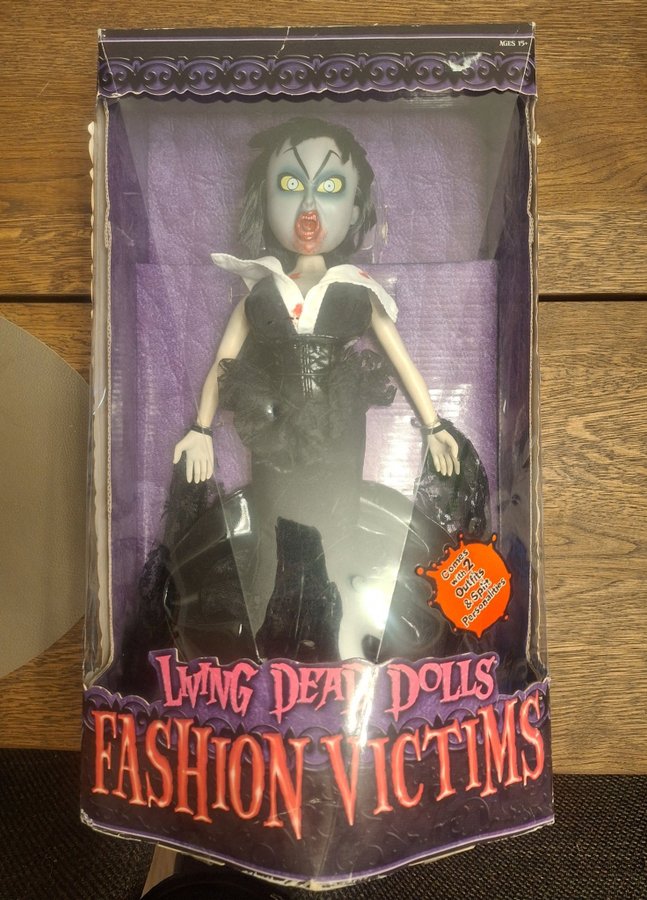 AGES 15+
Comes
with 2
Outfits
& Split
Personalities
LIVING DEAD DOLLS
FASHION VICTIMS